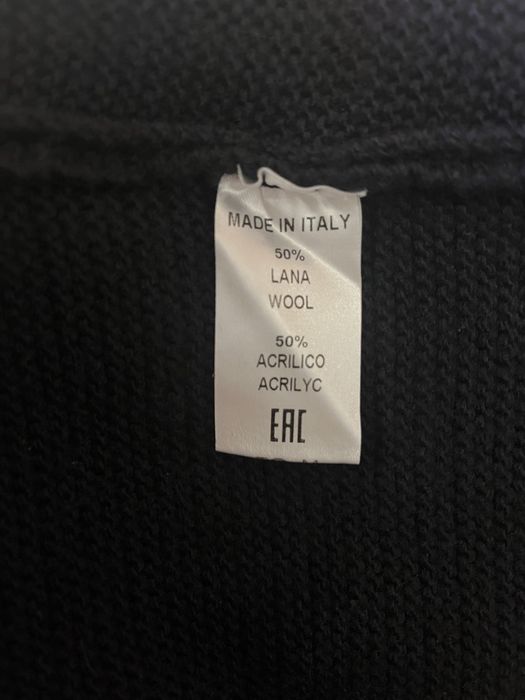 MADE IN ITALY
50%
LANA
WOOL
50%
ACRILICO
ACRILYC
EAC